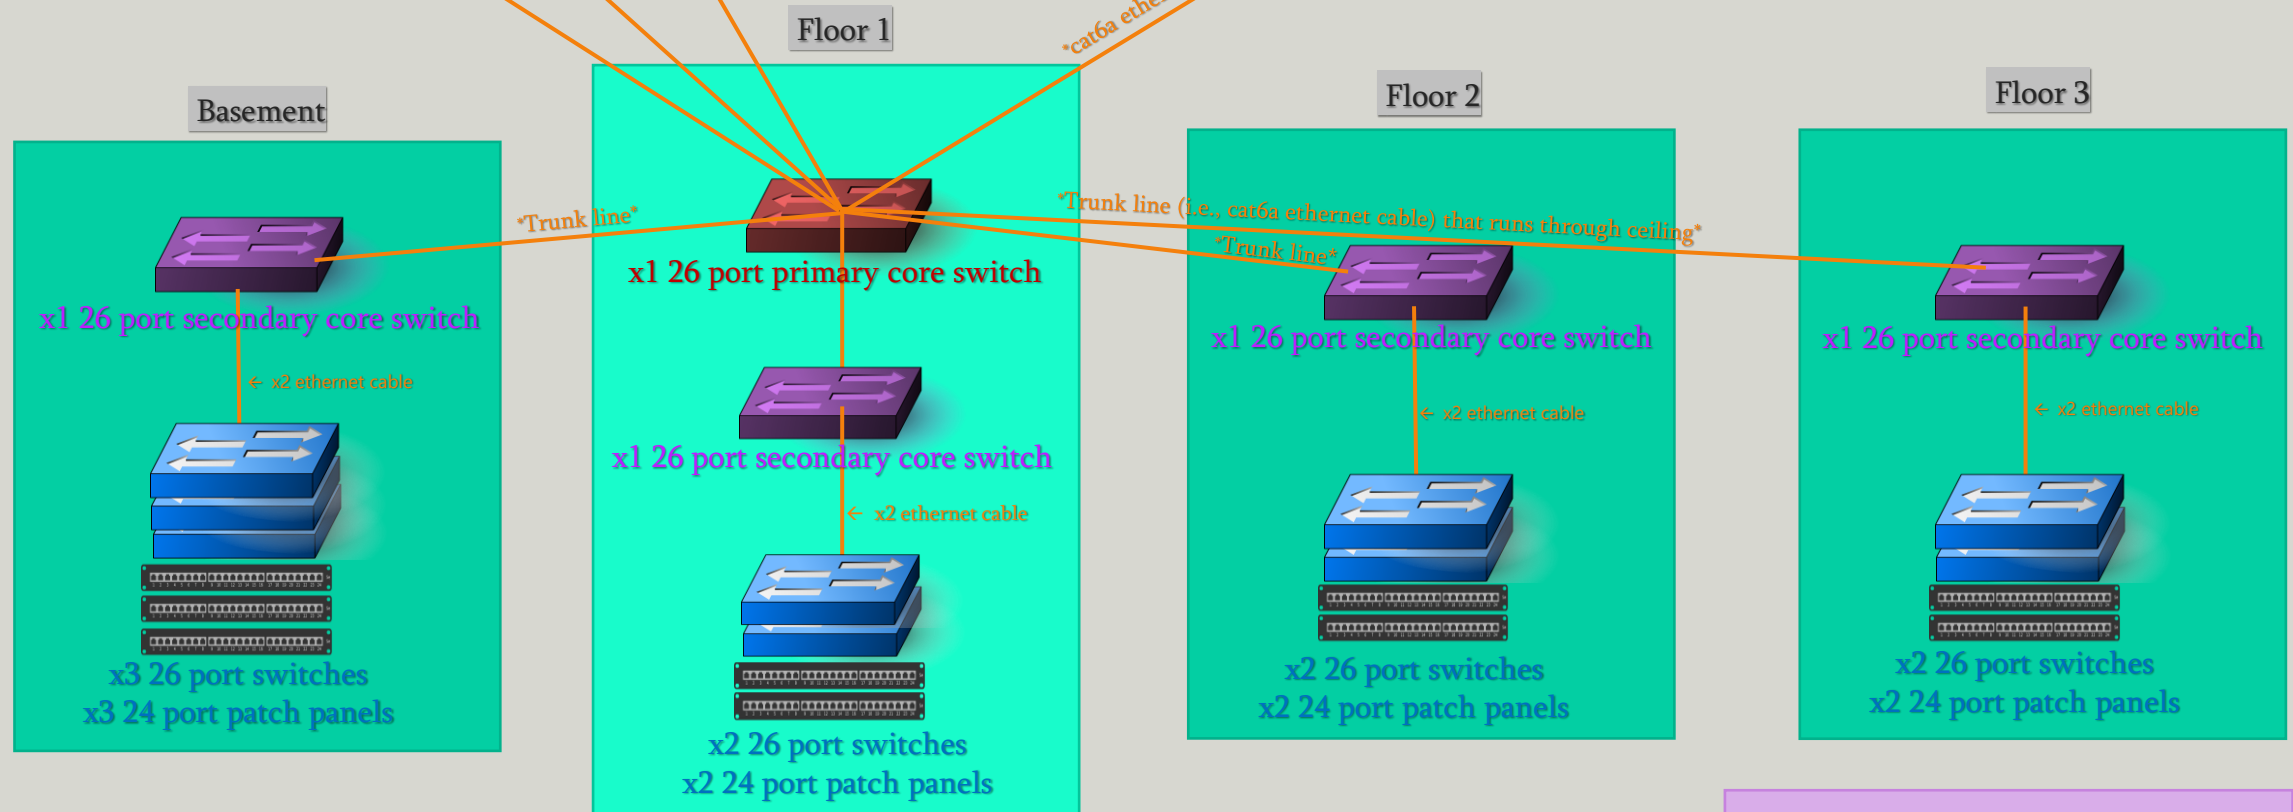 Floor 1
*cat6a ethe
Basement
Floor 2
Floor 3
*Trunk line*
*Trunk line (i.e., cat6a ethernet cable) that runs through ceiling*
*Trunk line*
x1 26 port primary core switch
x1 26 port secondary core switch
x1 26 port secondary core switch
x1 26 port secondary core switch
x1 26 port secondary core switch
← x2 ethernet cable
← x2 ethernet cable
← x2 ethernet cable
← x2 ethernet cable
x3 26 port switches
x3 24 port patch panels
x2 26 port switches
x2 24 port patch panels
x2 26 port switches
x2 24 port patch panels
x2 26 port switches
x2 24 port patch panels